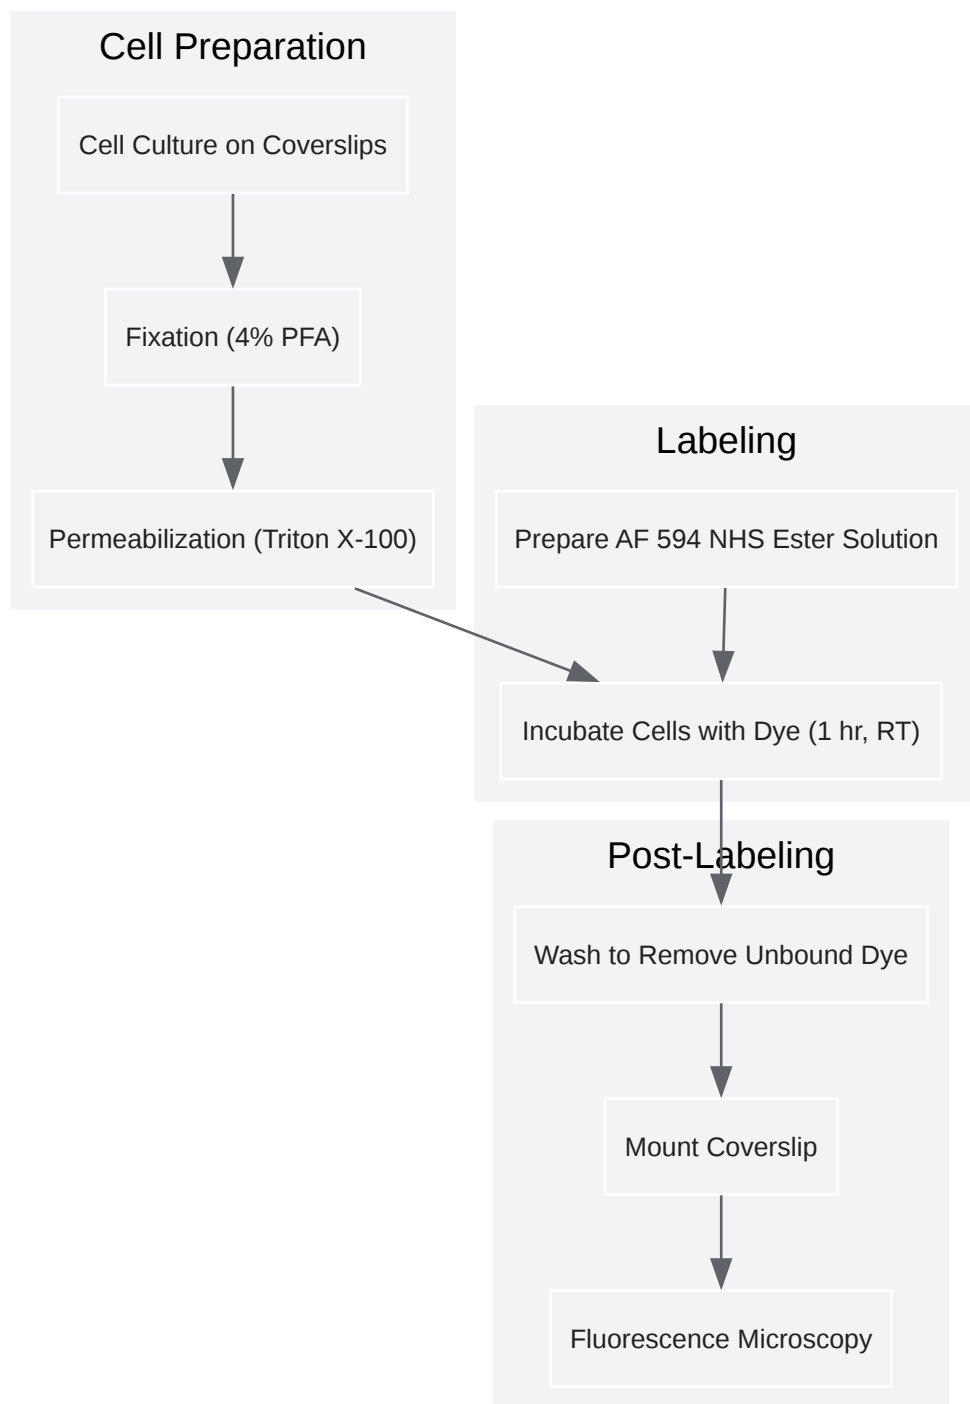 Cell Preparation
Cell Culture on Coverslips
Fixation (4% PFA)
Permeabilization (Triton X-100)
Labeling
Prepare AF 594 NHS Ester Solution
Incubate Cells with Dye (1 hr, RT)
Post-Labeling
Wash to Remove Unbound Dye
Mount Coverslip
Fluorescence Microscopy